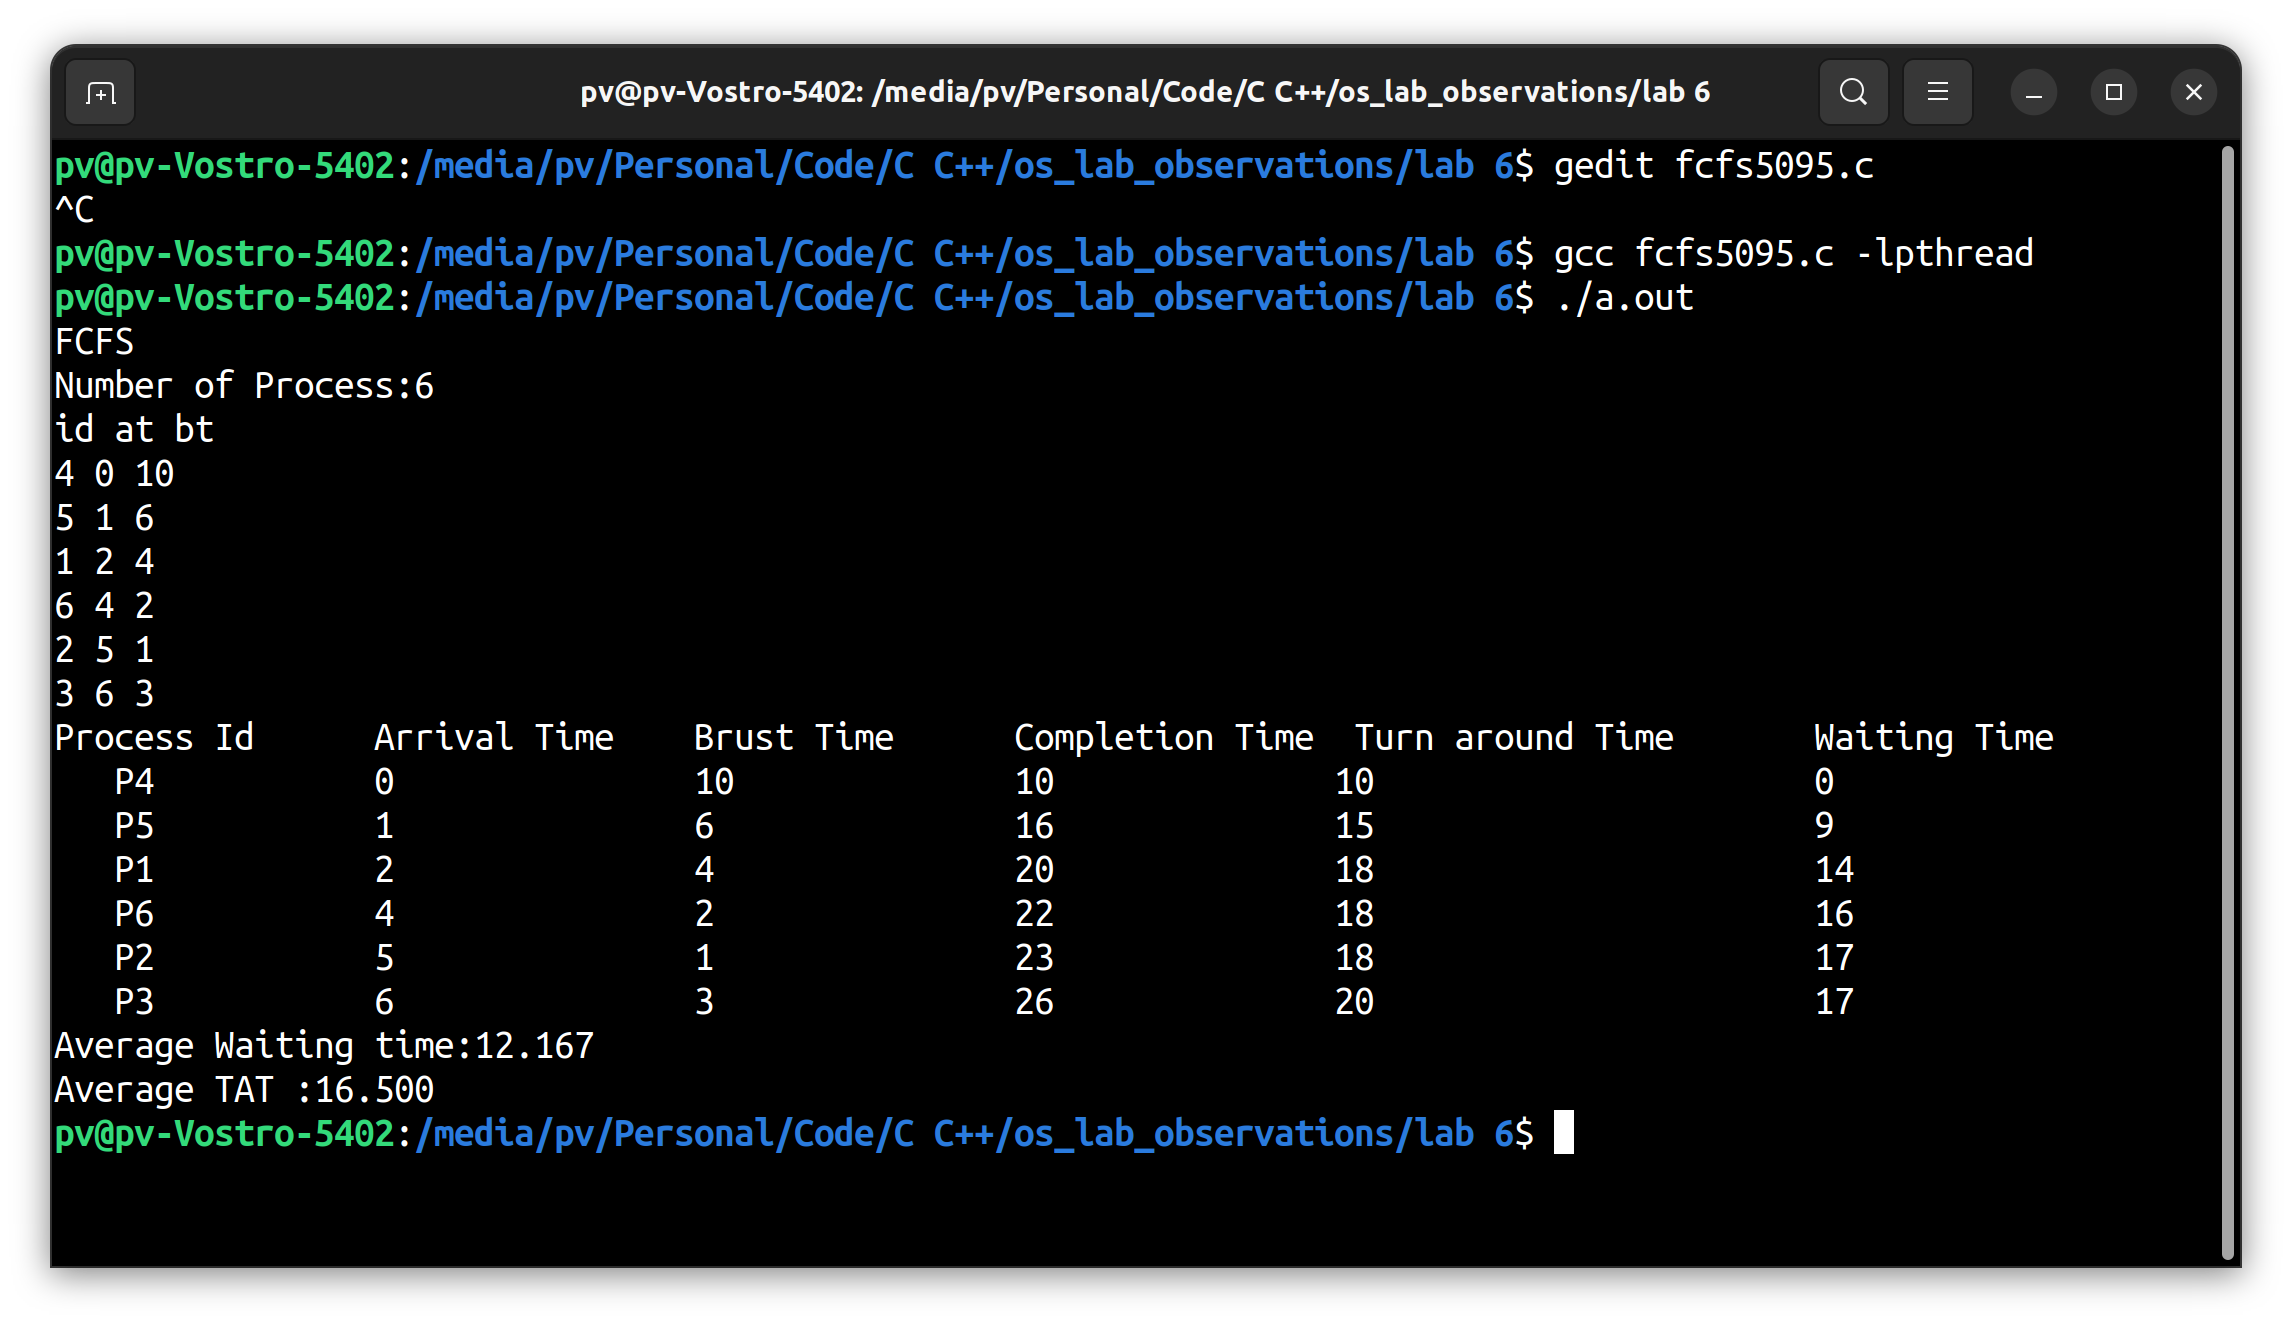 pv@pv-Vostro-5402: /media/pv/Personal/Code/C C++/os_lab_observations/lab 6
pv@pv-Vostro-5402:/media/pv/Personal/Code/C C++/os_lab_observations/lab 6$ gedit fcfs5095.c
^C
pv@pv-Vostro-5402:/media/pv/Personal/Code/C C++/os_lab_observations/lab 6$ gcc fcfs5095.c -lpthread
pv@pv-Vostro-5402:/media/pv/Personal/Code/C C++/os_lab_observations/lab 6$ ./a.out
FCFS
Number of Process:6
id at bt
4 0 10
5 1 6
1 2 4
6 4 2
2 5 1
3 6 3
Process Id      Arrival Time    Brust Time      Completion Time  Turn around Time       Waiting Time
   P4           0               10              10              10                      0
   P5           1               6               16              15                      9
   P1           2               4               20              18                      14
   P6           4               2               22              18                      16
   P2           5               1               23              18                      17
   P3           6               3               26              20                      17
Average Waiting time:12.167
Average TAT :16.500
pv@pv-Vostro-5402:/media/pv/Personal/Code/C C++/os_lab_observations/lab 6$